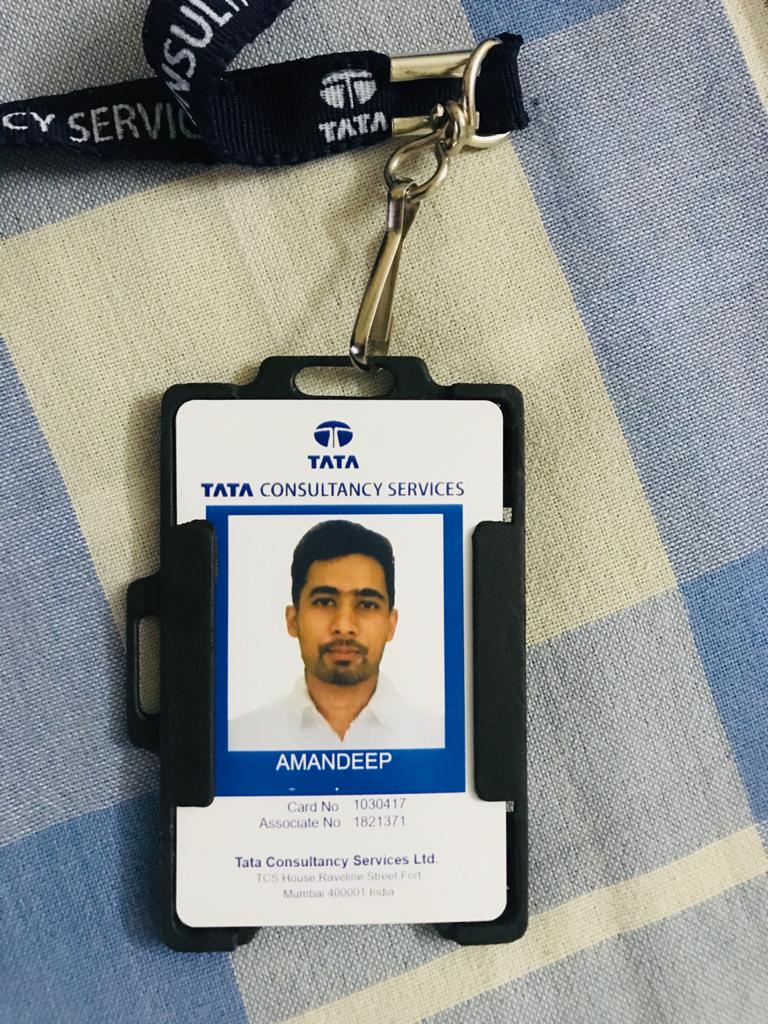 NSULT
CY SERVIC
TATA
TATA
TATA CONSULTANCY SERVICES
AMANDEEP
Card No 1030417
Associate No 1821371
Tata Consultancy Services Ltd.
TCS House,Raveline Street,Fort
Mumbai 400001,India